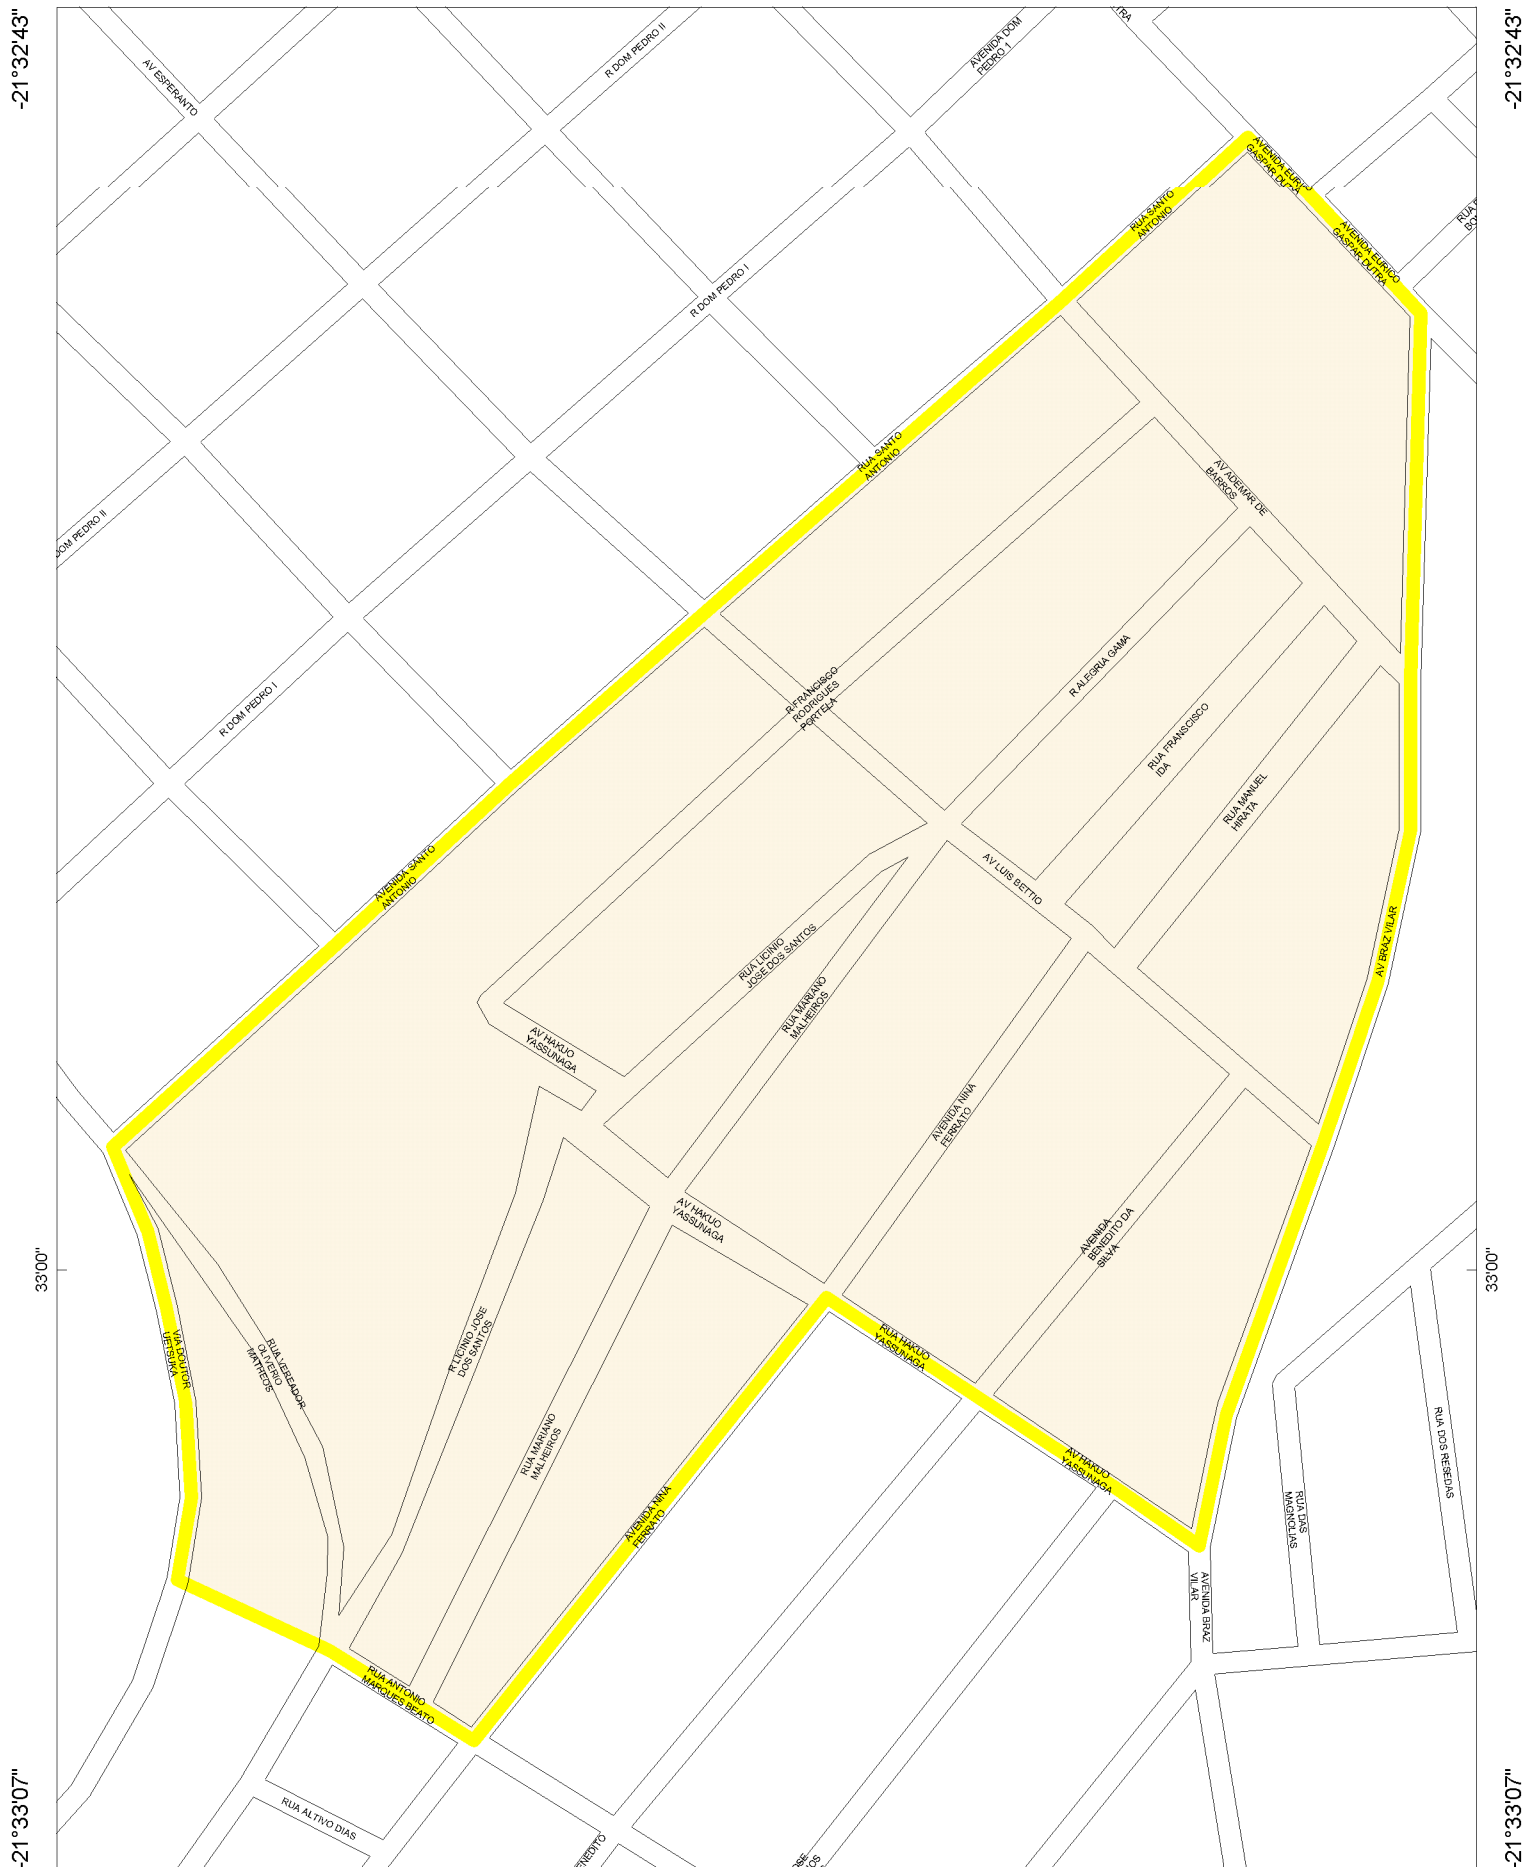 -21°32'43"
-21°32'43"
AV ESPERANTO
R DOM PEDRO II
AVENIDA DOM
PEDRO 1
AVENIDA EURICO
GASPAR DUTRA
RUA SANTO
ANTONIO
AVENIDA EURICO
GASPAR DUTRA
R DOM PEDRO I
RUA SANTO
ANTONIO
AV ADEMAR DE
BARROS
DOM PEDRO II
R DOM PEDRO I
R FRANCISCO
RODRIGUES
PORTELA
R ALEGRIA GAMA
RUA FRANSCISCO
IDA
RUA MANUEL
HIRATA
AVENIDA SANTO
ANTONIO
AV LUIS BETTIO
AV BRAZ VILAR
RUA LICINIO
JOSE DOS SANTOS
RUA MARIANO
MALHEIROS
AV HAKUO
YASSUNAGA
AVENIDA NINA
FERRATO
AV HAKUO
YASSUNAGA
AVENIDA
BENEDITO DA
SILVA
33'00"
33'00"
VIA DOUTOR
UETSUKA
RUA VEREADOR
OLIVERIO
MATHEOS
R LICINIO JOSE
DOS SANTOS
RUA HAKUO
YASSUNAGA
RUA MARIANO
MALHEIROS
AV HAKUO
YASSUNAGA
AVENIDA NINA
FERRATO
RUA DAS
MAGNOLIAS
RUA DOS RESEDAS
AVENIDA BRAZ
VILAR
RUA ANTONIO
MARQUES BEATO
RUA ALTIVO DIAS
-21°33'07"
-21°33'07"